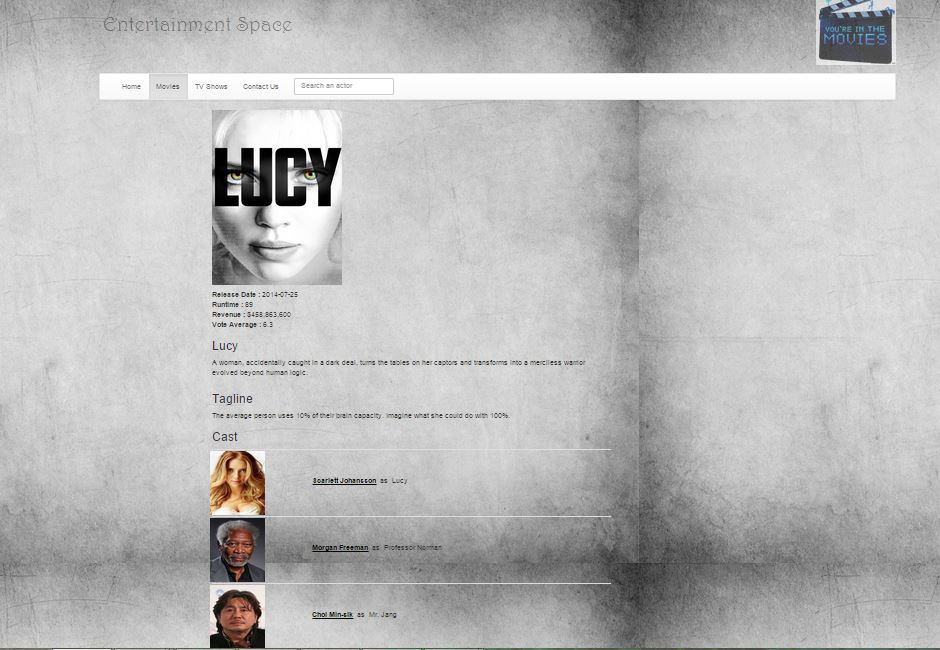 Entertainment Space
YOU'RE IN THE
MOVIES
Home Movies TV Shows Contact Us Search an actor
LUCY
Release Date : 2014-07-25
Runtime : 89
Revenue : $458,863,600
Vote Average : 6.3
Lucy
A woman, accidentally caught in a dark deal, turns the tables on her captors and transforms into a merciless warrior
evolved beyond human logic.
Tagline
The average person uses 10% of their brain capacity. Imagine what she could do with 100%.
Cast
Scarlett Johansson as Lucy
Morgan Freeman as Professor Norman
Choi Min-sik as Mr. Jang